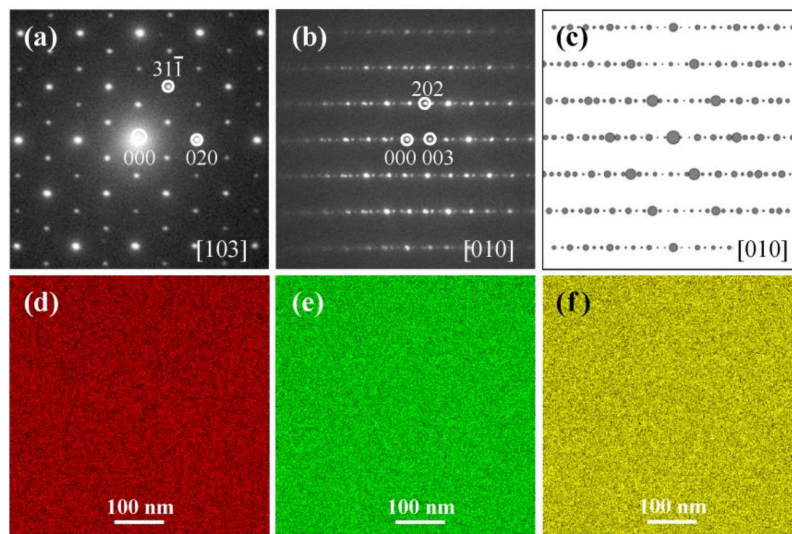 (a)
311̅
000
020
[103]
(b)
202
000 003
[010]
(c)
[010]
(d)
100 nm
(e)
100 nm
(f)
100 nm